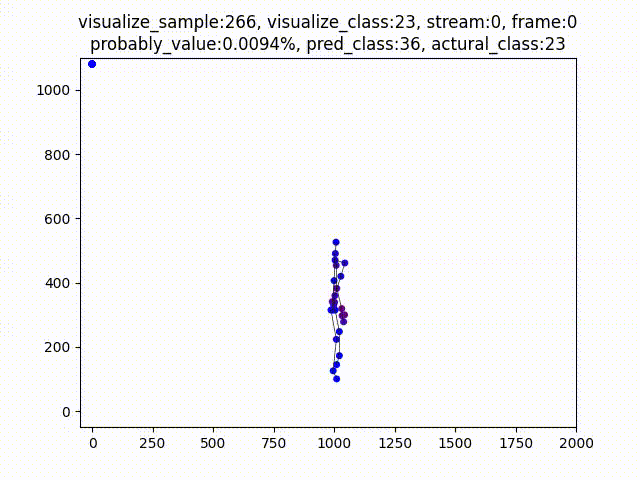 visualize_sample:266, visualize_class:23, stream:0, frame:0
probably_value:0.0094%, pred_class:36, actural_class:23
1000
800
600
400
200
0
0 250 500 750 1000 1250 1500 1750 2000